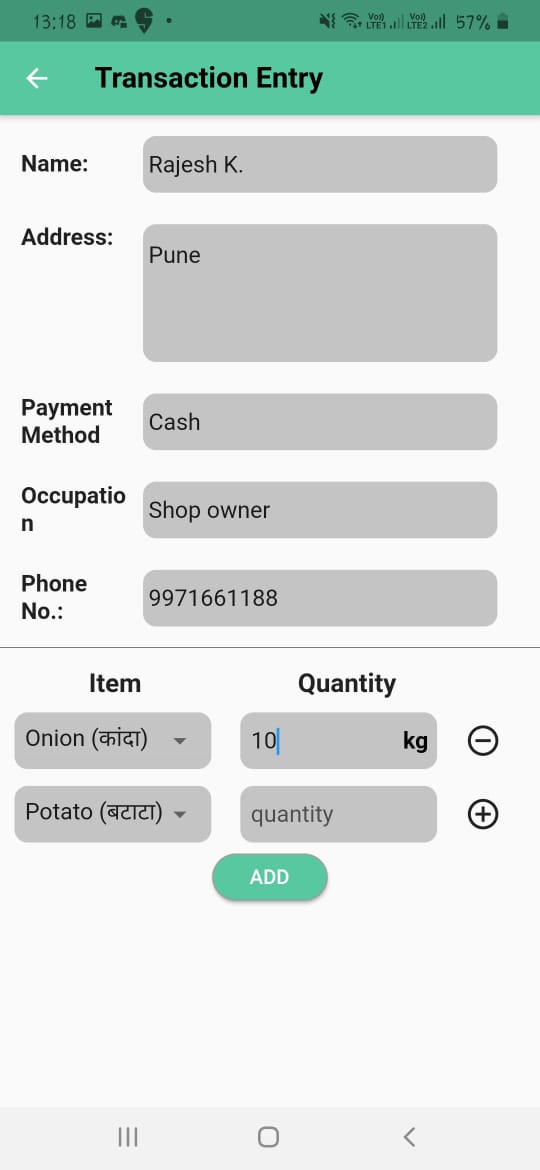 13:18
Vo)) LTE1 Vo)) LTE2 57%
Transaction Entry
Name: Rajesh K.
Address: Pune
Payment
Method
Cash
Occupatio
n
Shop owner
Phone
No.:
9971661188
Item Quantity
Onion (कांदा) 10 kg
Potato (बटाटा) quantity
ADD